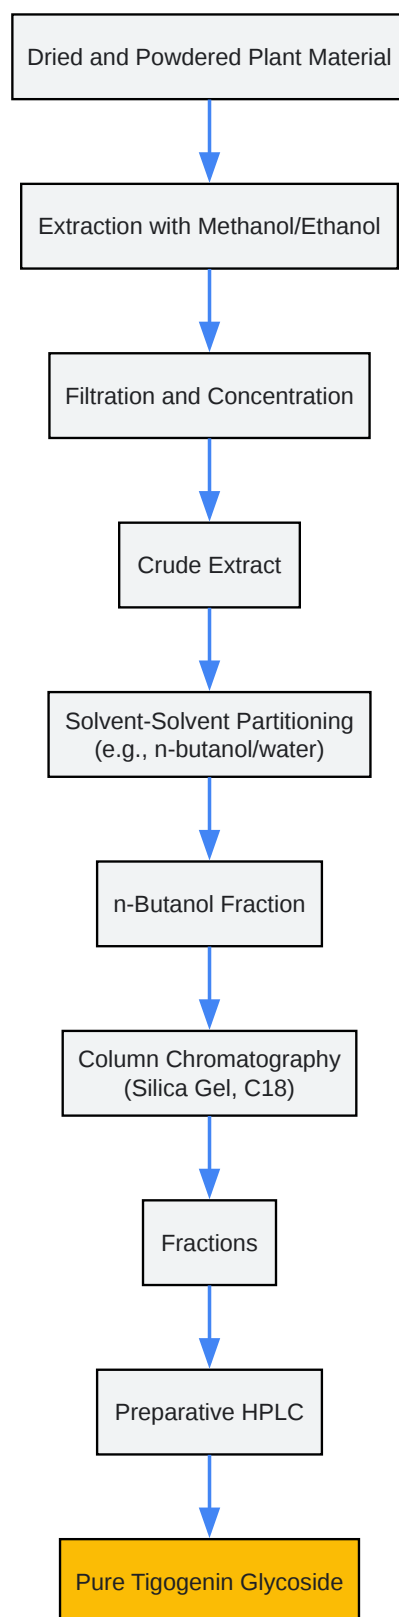 Dried and Powdered Plant Material
Extraction with Methanol/Ethanol
Filtration and Concentration
Crude Extract
Solvent-Solvent Partitioning
(e.g., n-butanol/water)
n-Butanol Fraction
Column Chromatography
(Silica Gel, C18)
Fractions
Preparative HPLC
Pure Tigogenin Glycoside